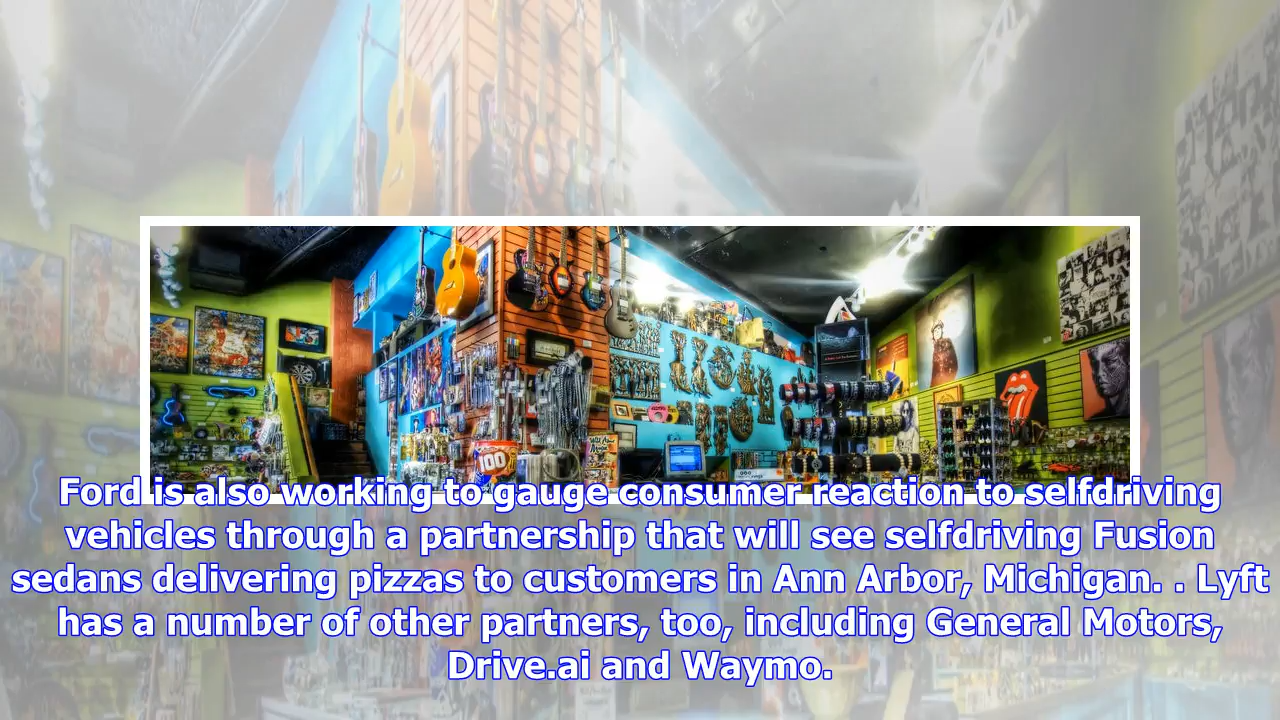 100
Ford is also working to gauge consumer reaction to selfdriving
vehicles through a partnership that will see selfdriving Fusion
sedans delivering pizzas to customers in Ann Arbor, Michigan. . Lyft
has a number of other partners, too, including General Motors,
Drive.ai and Waymo.